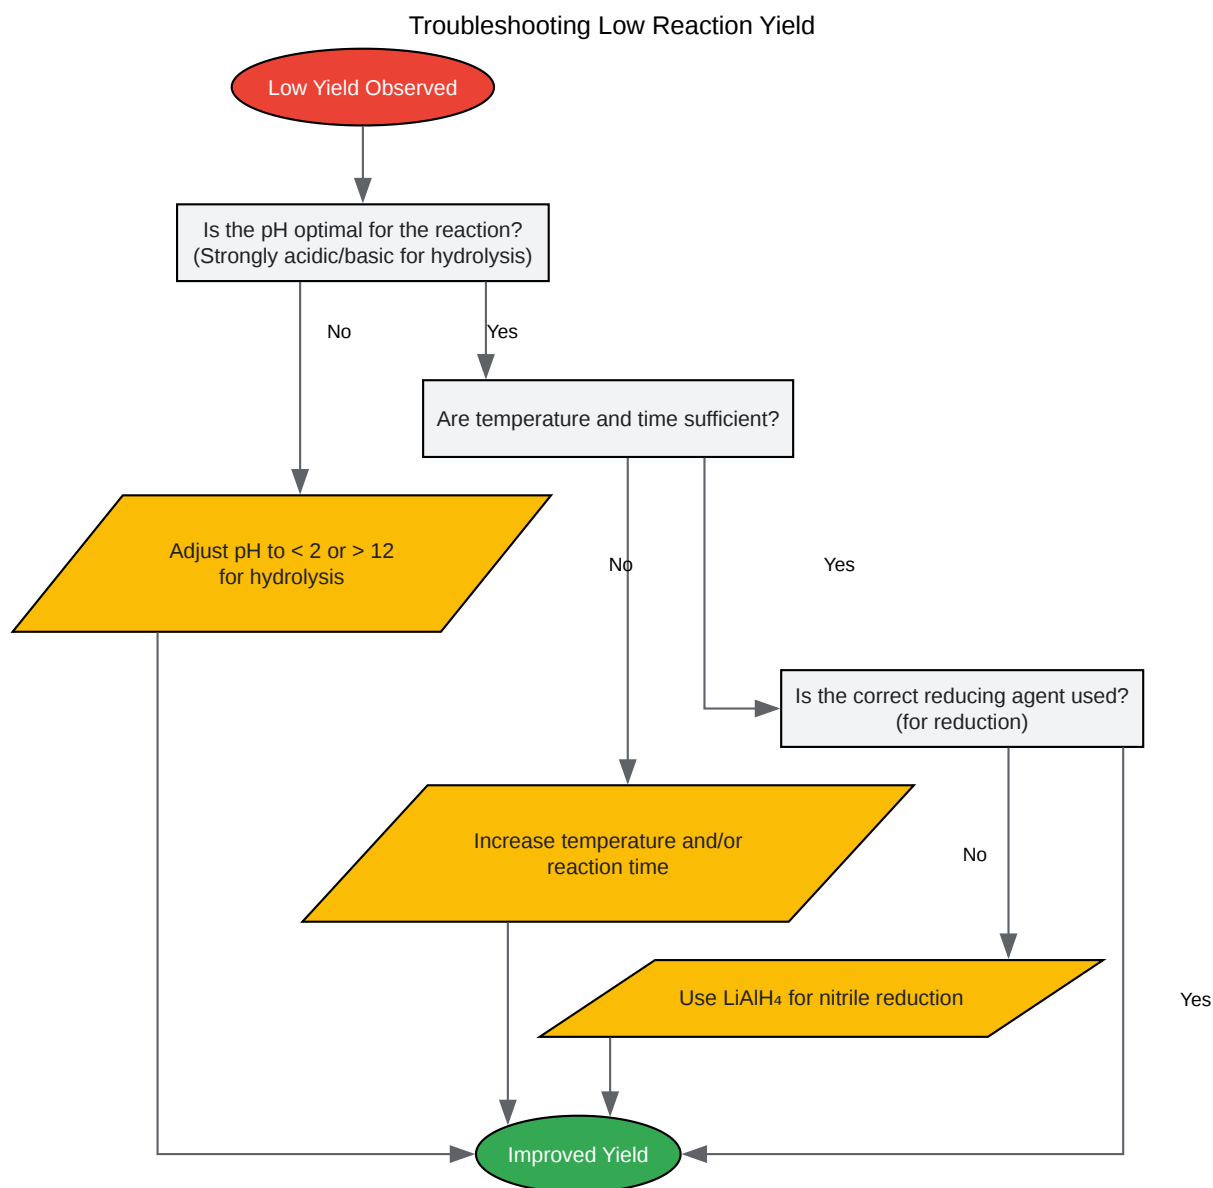 Troubleshooting Low Reaction Yield
Low Yield Observed
Is the pH optimal for the reaction?
(Strongly acidic/basic for hydrolysis)
No
Yes
Are temperature and time sufficient?
Adjust pH to < 2 or > 12
for hydrolysis
No
Yes
Is the correct reducing agent used?
(for reduction)
Increase temperature and/or
reaction time
No
Use LiAlH₄ for nitrile reduction
Yes
Improved Yield